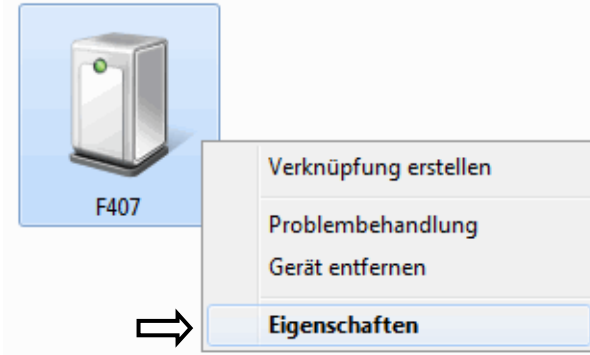 F407
Verknüpfung erstellen
Problembehandlung
Gerät entfernen
Eigenschaften